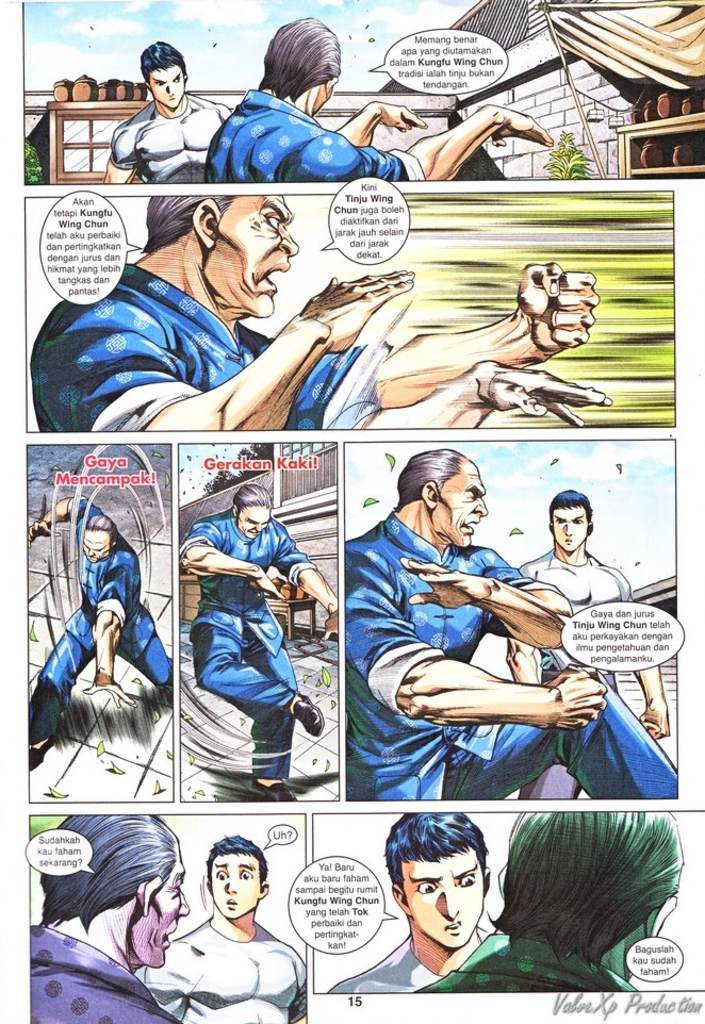 Memang benar
apa yang diutamakan
dalam Kungfu Wing Chun
tradisi ialah tinju bukan
tendangan.
Akan
tetapi Kungfu
Wing Chun
telah aku perbaiki
dan pertingkatkan
dengan jurus dan
hikmat yang lebih
tangkas dan
pantas!
Kini
Tinju Wing
Chun juga boleh
diaktifkan dari
jarak jauh selain
dari jarak
dekat.
Gaya
Mencampak!
Gerakan Kaki!
Gaya dan jurus
Tinju Wing Chun telah
aku perkayakan dengan
ilmu pengetahuan dan
pengalamanku.
Sudahkah
kau faham
sekarang?
Uh?
Ya! Baru
aku baru faham
sampai begitu rumit
Kungfu Wing Chun
yang telah Tok
perbaiki dan
pertingkat-
kan!
Baguslah
kau sudah
faham!
15
ValorXp Production